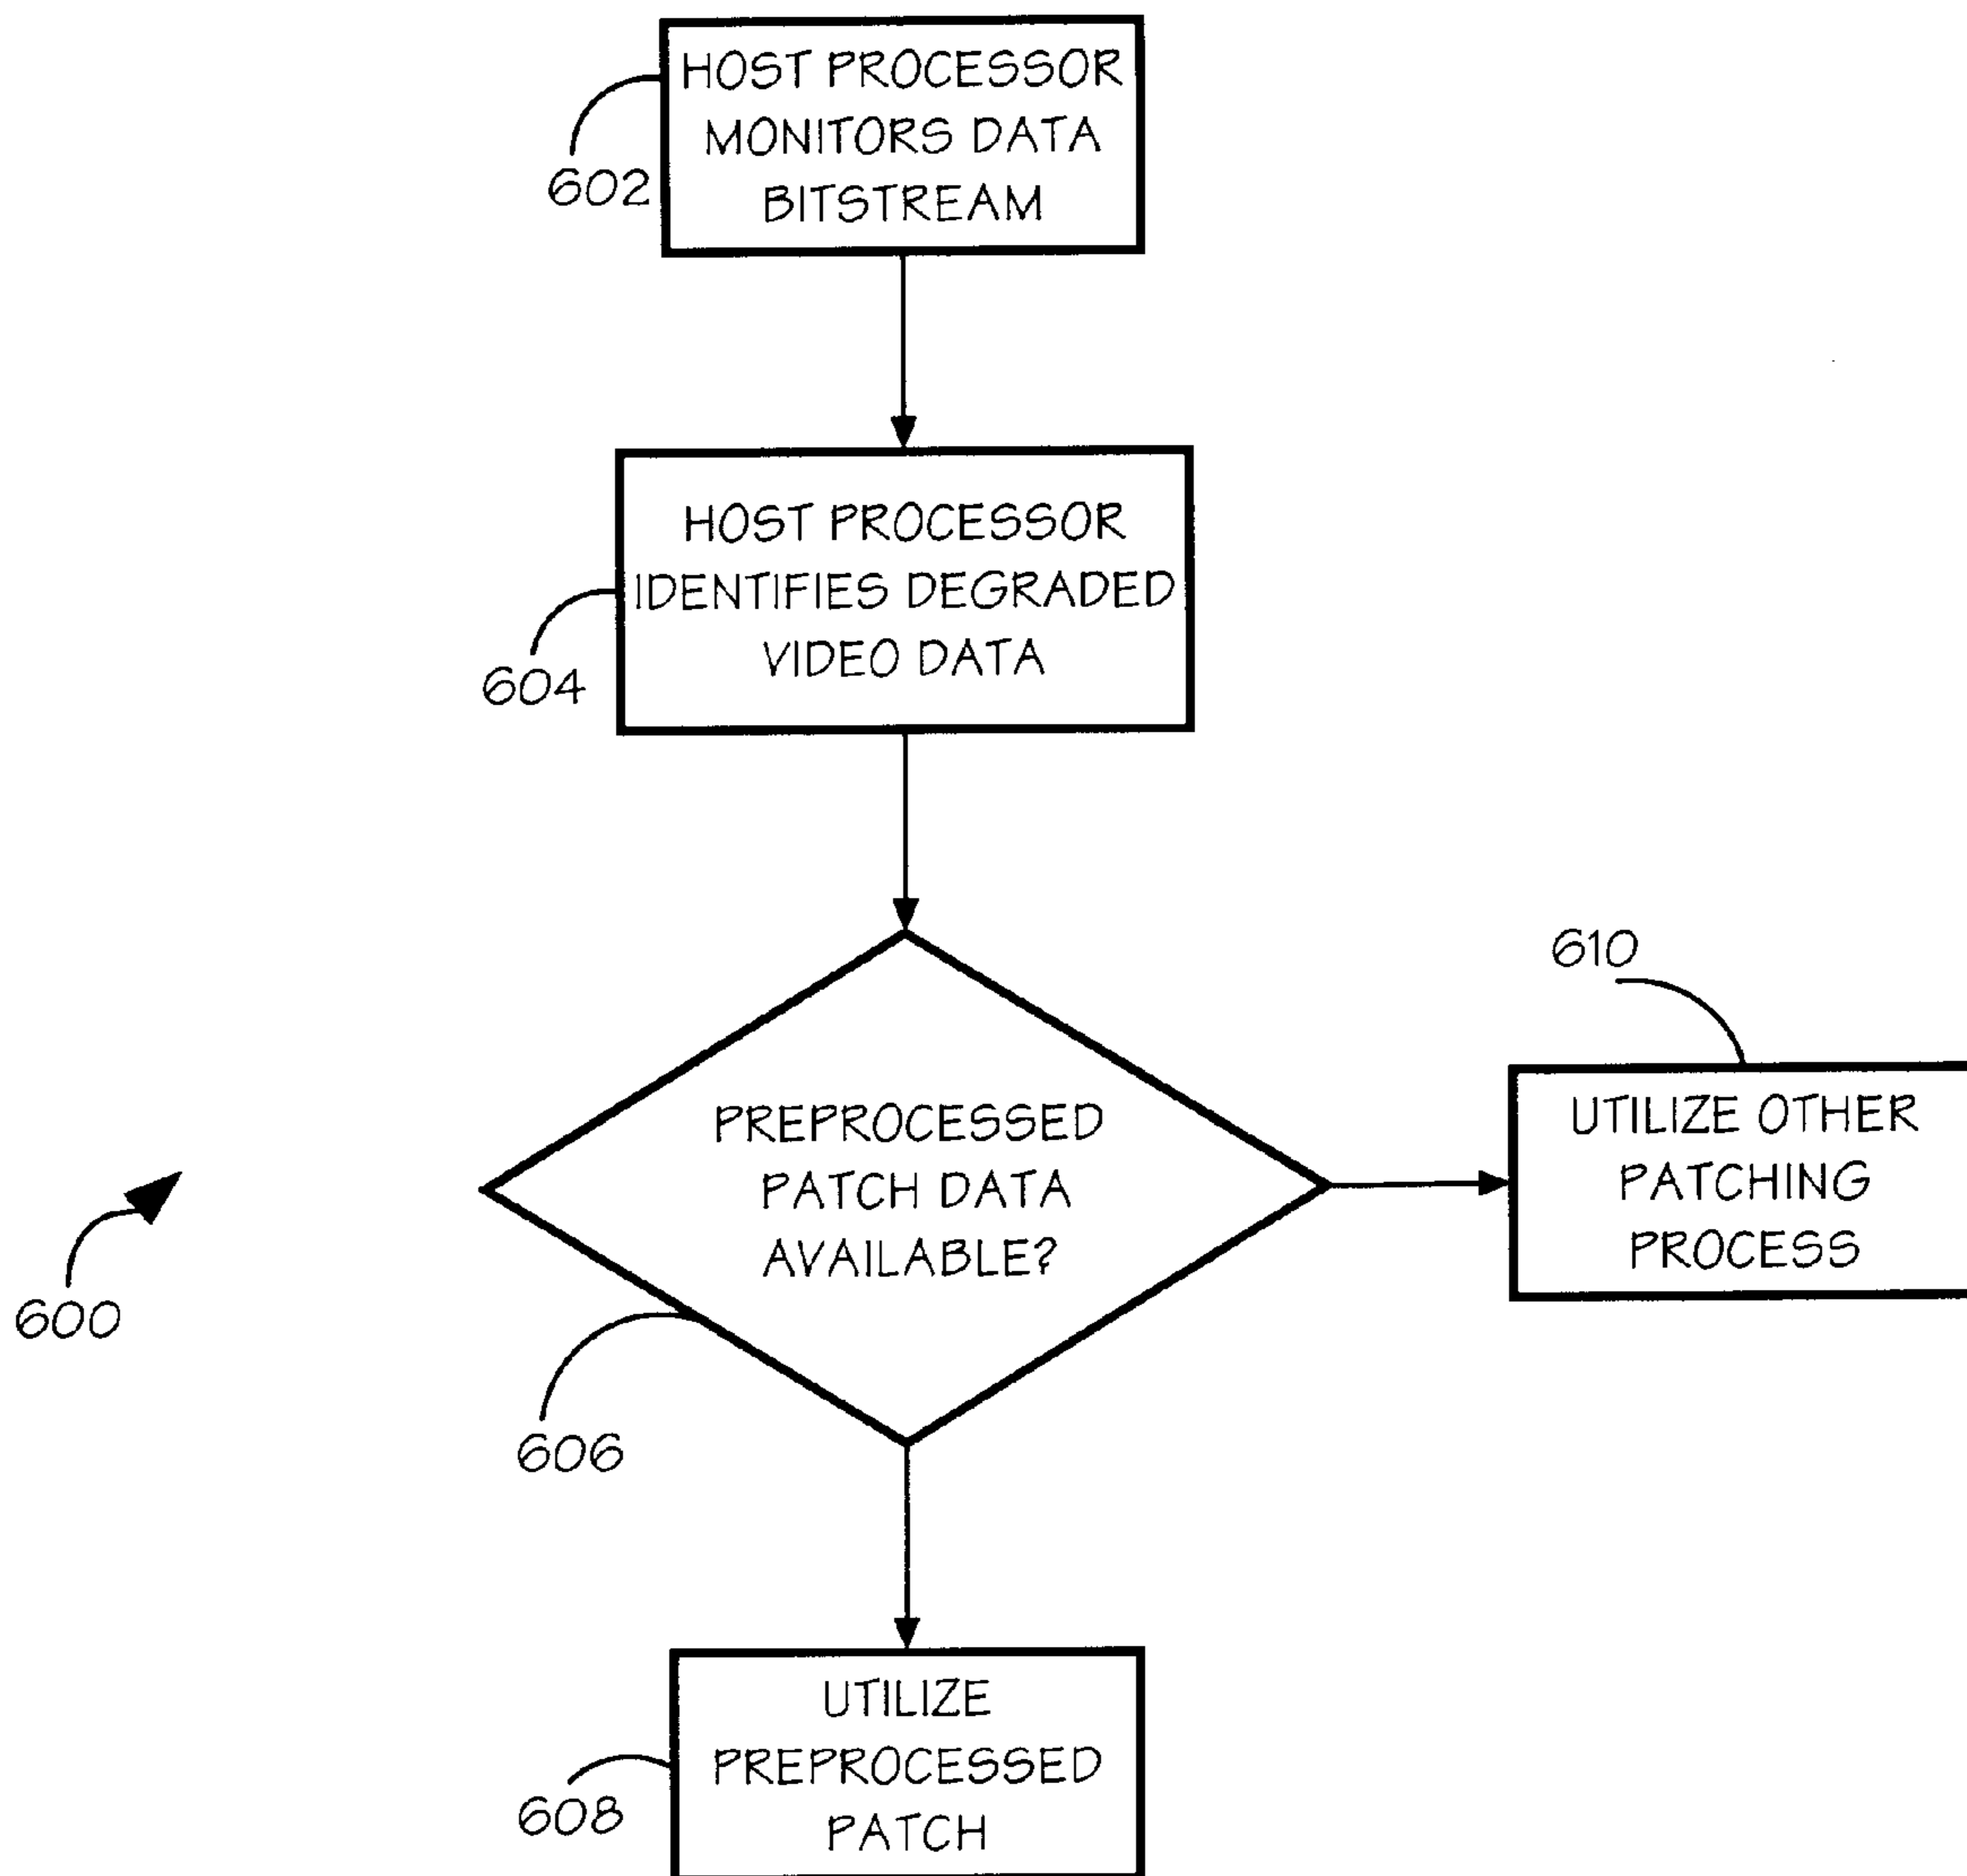 HOST PROCESSOR
MONITORS DATA
BITSTREAM
602
HOST PROCESSOR
IDENTIFIES DEGRADED
VIDEO DATA
604
610
PREPROCESSED
PATCH DATA
AVAILABLE?
UTILIZE OTHER
PATCHING
PROCESS
600
606
UTILIZE
PREPROCESSED
PATCH
608